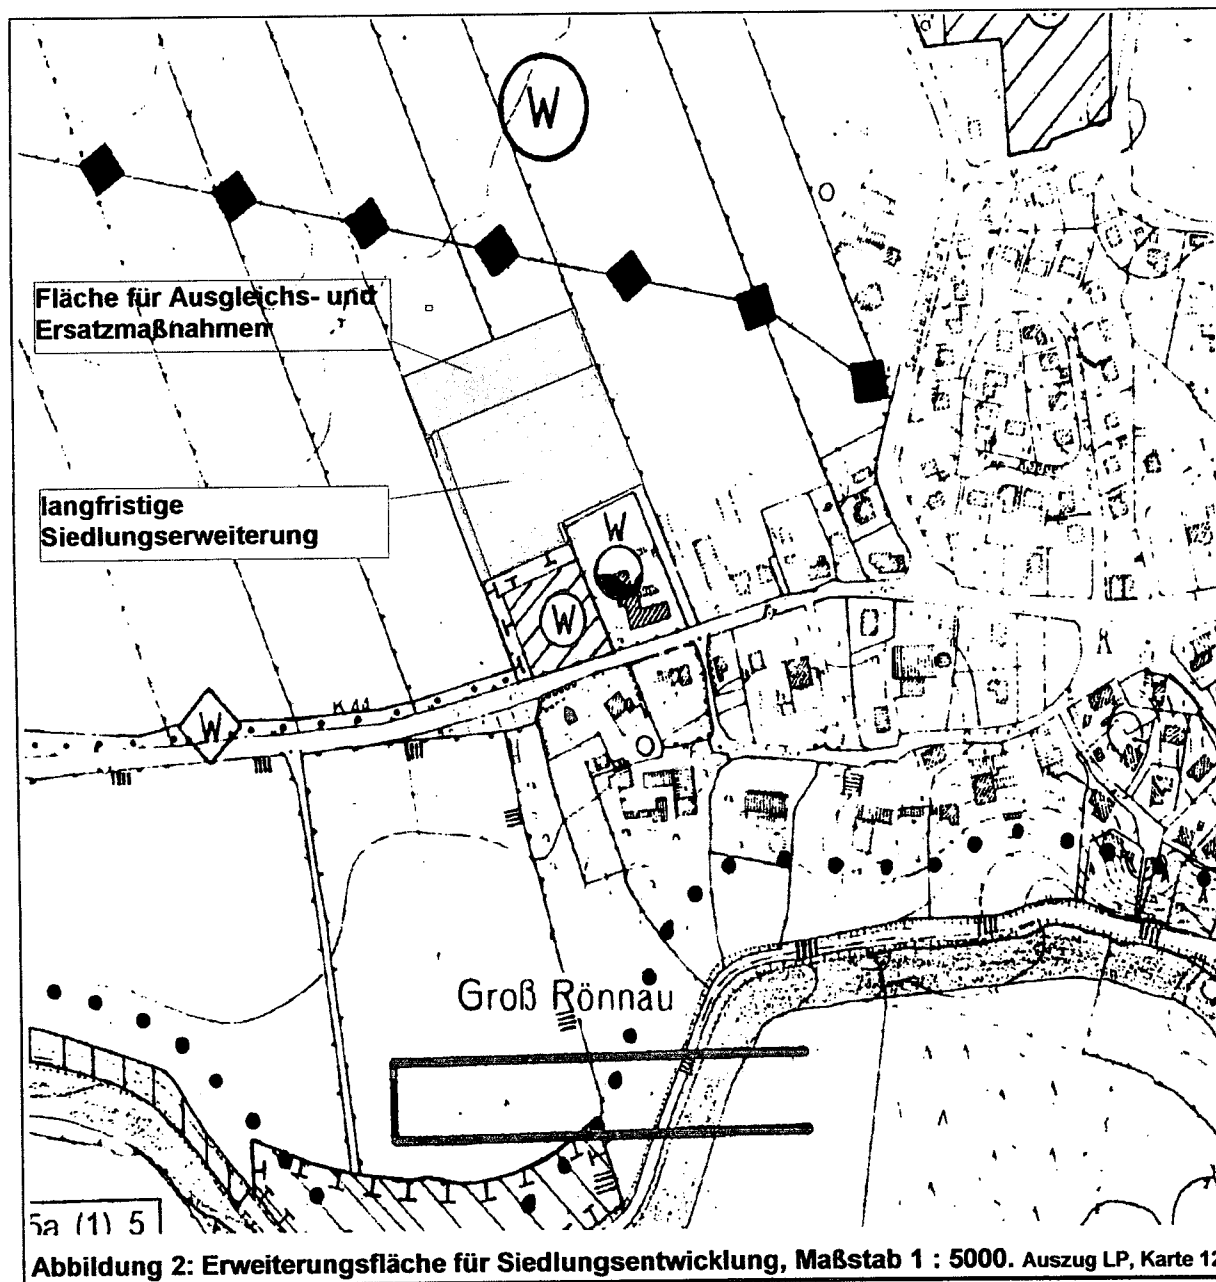 W
Fläche für Ausgleichs- und
Ersatzmaßnahmen
langfristige
Siedlungserweiterung
W
W
W
K 44
Groß Rönnau
5a (1) 5
Abbildung 2: Erweiterungsfläche für Siedlungsentwicklung, Maßstab 1 : 5000. Auszug LP, Karte 12